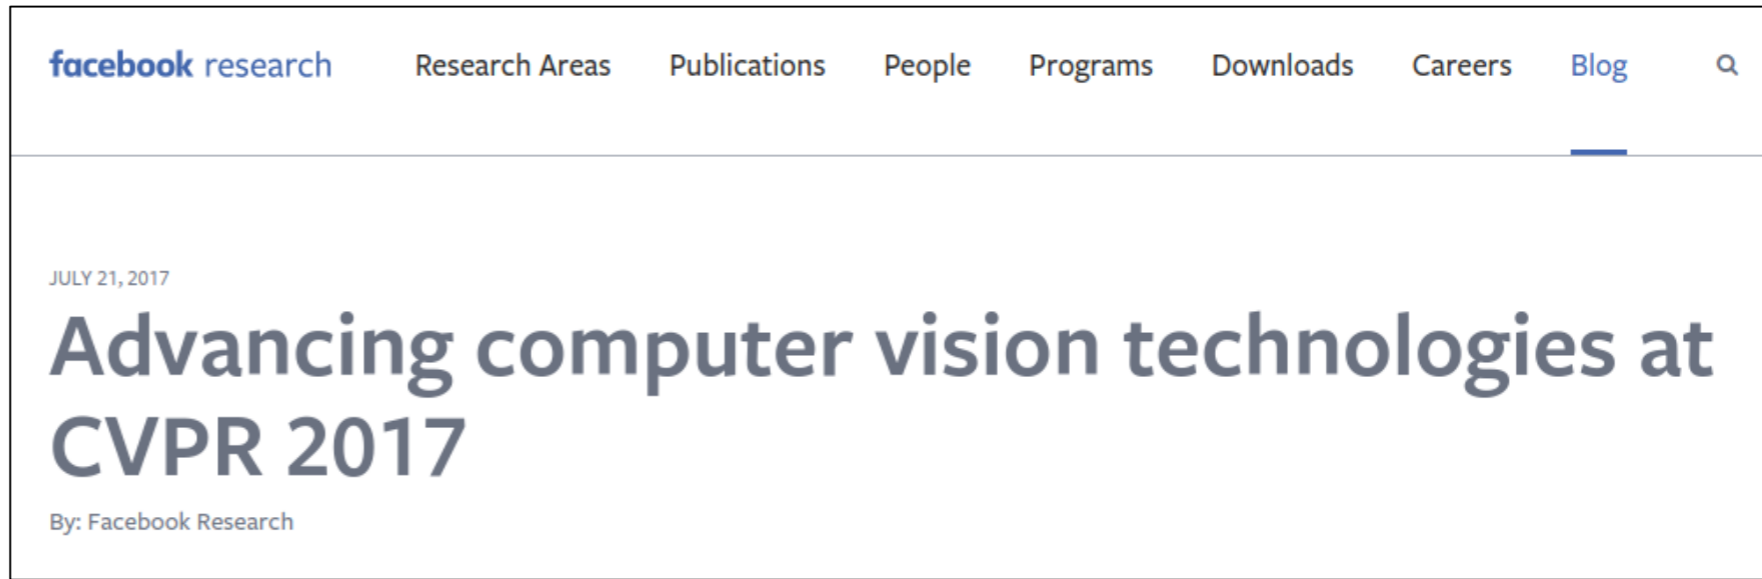 facebook research Research Areas Publications People Programs Downloads Careers Blog
JULY 21, 2017
Advancing computer vision technologies at
CVPR 2017
By: Facebook Research